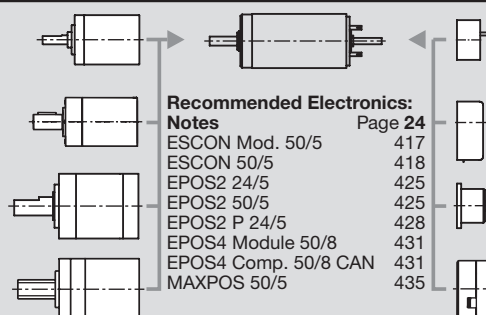 Recommended Electronics:
Notes Page 24
ESCON Mod. 50/5 417
ESCON 50/5 418
EPOS2 24/5 425
EPOS2 50/5 425
EPOS2 P 24/5 428
EPOS4 Module 50/8 431
EPOS4 Comp. 50/8 CAN 431
MAXPOS 50/5 435